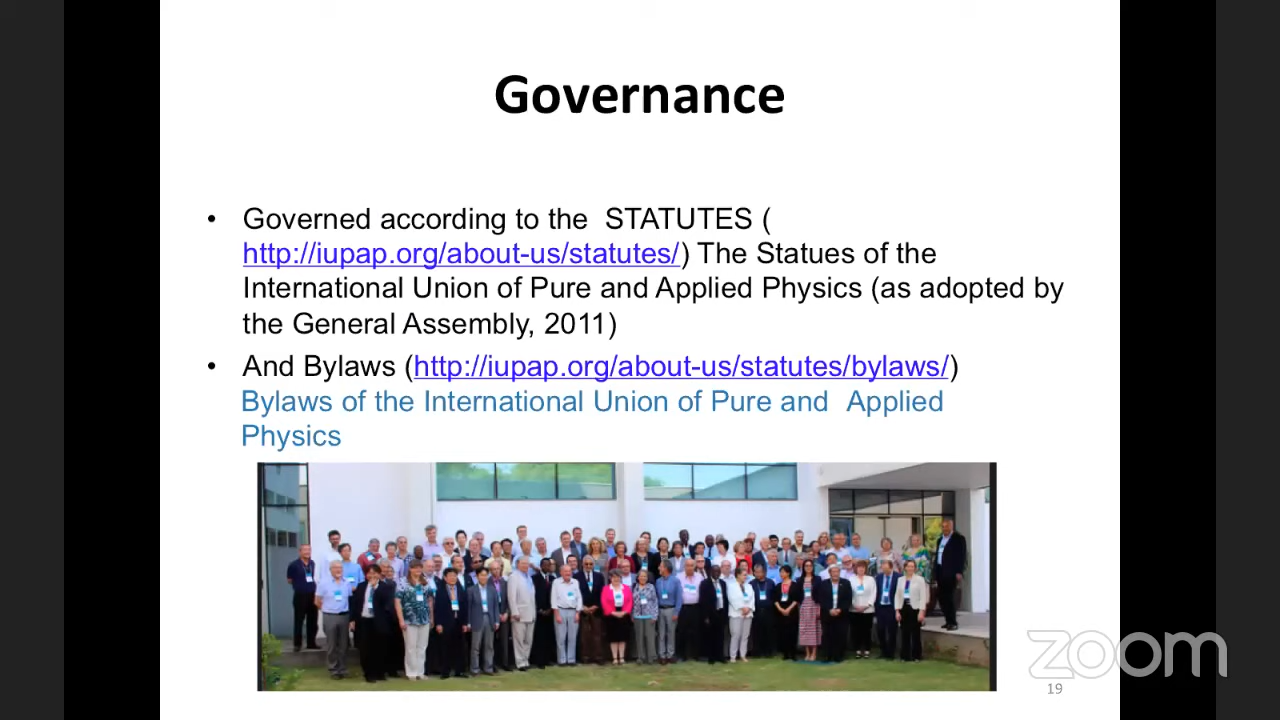 Governance
• Governed according to the STATUTES (
http://iupap.org/about-us/statutes/) The Statues of the
International Union of Pure and Applied Physics (as adopted by
the General Assembly, 2011)
• And Bylaws (http://iupap.org/about-us/statutes/bylaws/)
Bylaws of the International Union of Pure and Applied
Physics
zoom
19